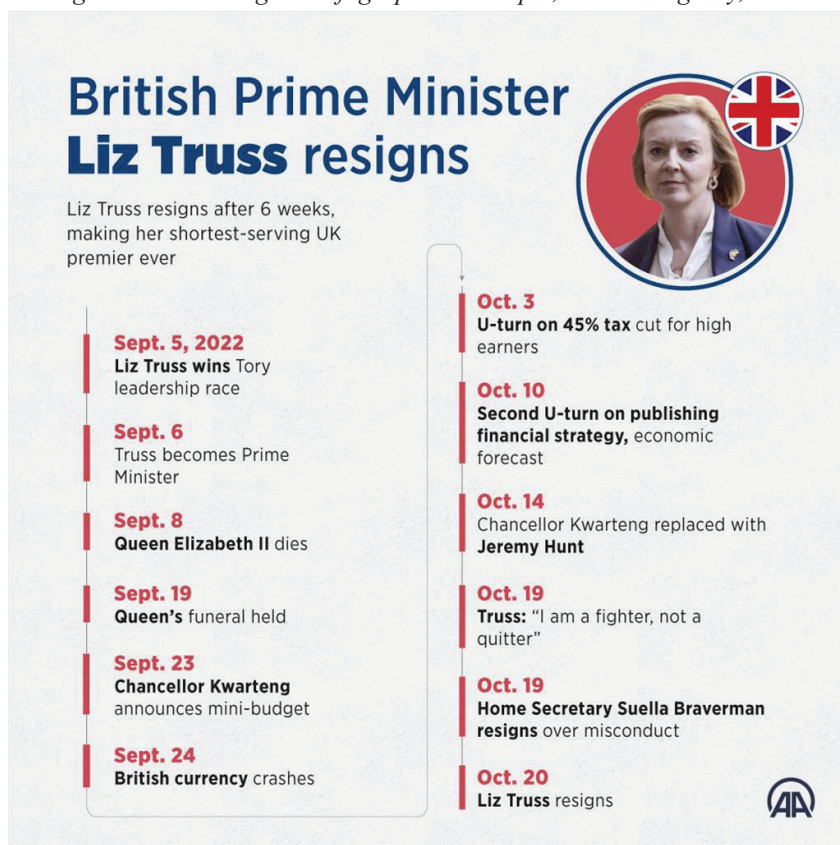 British Prime Minister
Liz Truss resigns
Liz Truss resigns after 6 weeks,
making her shortest-serving UK
premier ever
Sept. 5, 2022
Liz Truss wins Tory
leadership race
Sept. 6
Truss becomes Prime
Minister
Sept. 8
Queen Elizabeth II dies
Sept. 19
Queen's funeral held
Sept. 23
Chancellor Kwarteng
announces mini-budget
Sept. 24
British currency crashes
Oct. 3
U-turn on 45% tax cut for high
earners
Oct. 10
Second U-turn on publishing
financial strategy, economic
forecast
Oct. 14
Chancellor Kwarteng replaced with
Jeremy Hunt
Oct. 19
Truss: “I am a fighter, not a
quitter”
Oct. 19
Home Secretary Suella Braverman
resigns over misconduct
Oct. 20
Liz Truss resigns
AA